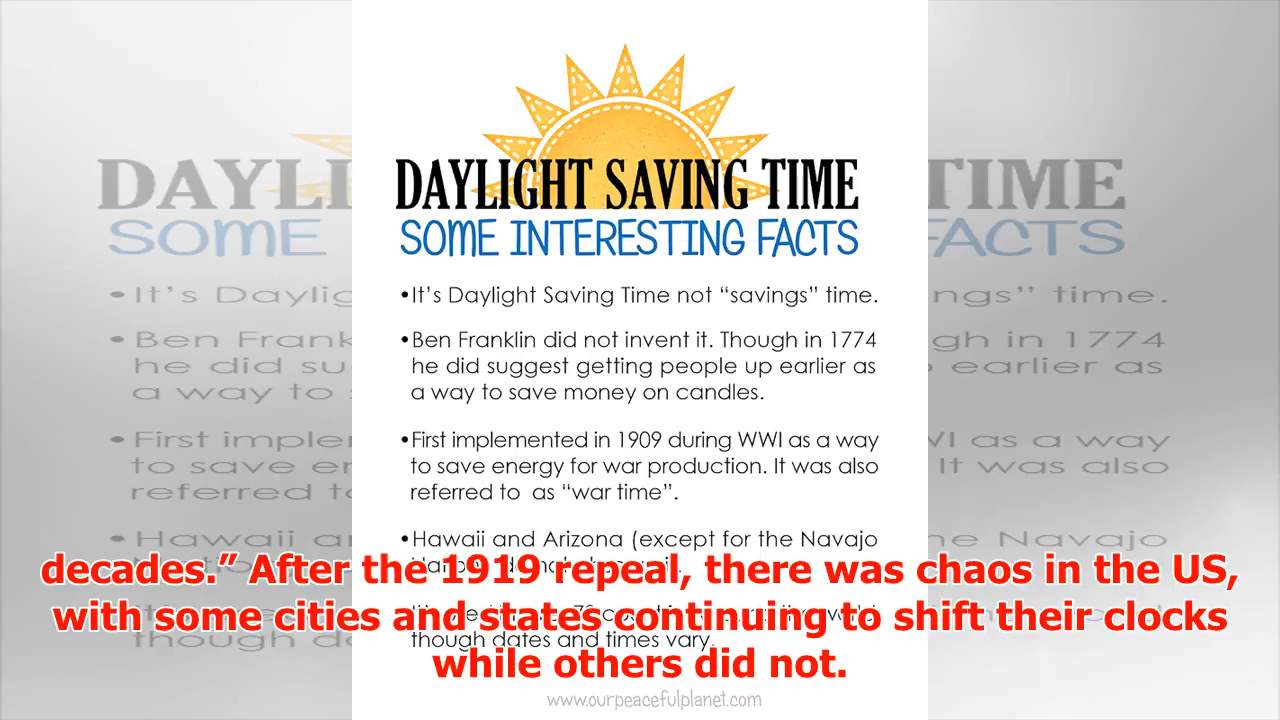 DAYLIGHT SAVING TIME
SOME INTERESTING FACTS
•It's Daylight Saving Time not “savings” time.
•Ben Franklin did not invent it. Though in 1774
he did suggest getting people up earlier as
a way to save money on candles.
•First implemented in 1909 during WWI as a way
to save energy for war production. It was also
referred to as “war time”.
•Hawaii and Arizona (except for the Navajo
though dates and times vary.
decades.” After the 1919 repeal, there was chaos in the US,
with some cities and states continuing to shift their clocks
while others did not.
www.ourpeacefulplanet.com